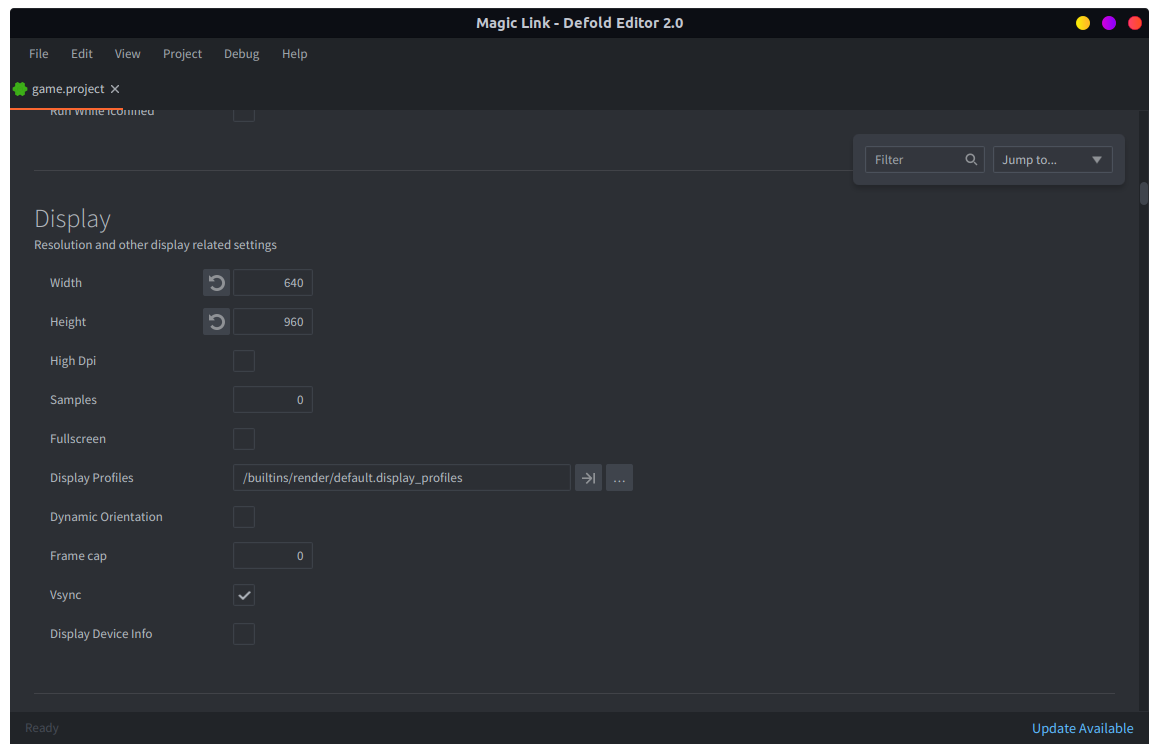 Magic Link - Defold Editor 2.0
File Edit View Project Debug Help
game.project
Run While Iconified
Filter Jump to...
Display
Resolution and other display related settings
Width 640
Height 960
High Dpi
Samples 0
Fullscreen
Display Profiles /builtins/render/default.display_profiles ...
Dynamic Orientation
Frame cap 0
Vsync
Display Device Info
Ready Update Available